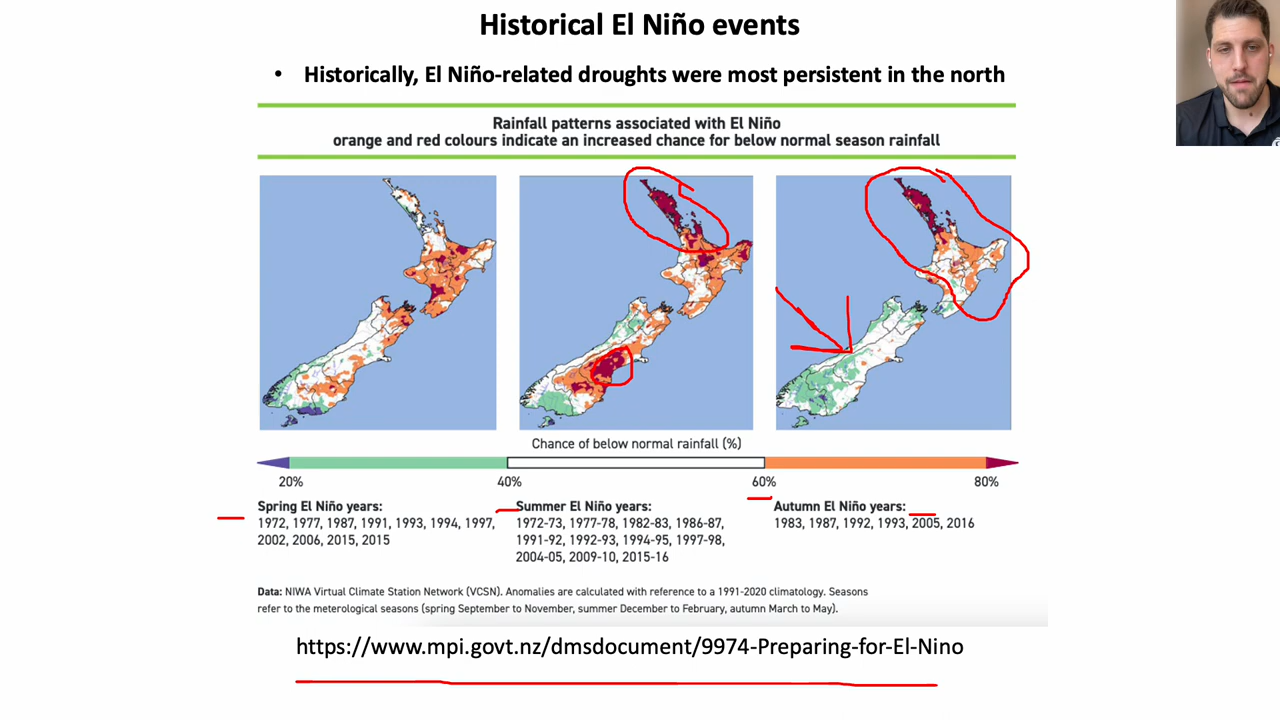 Historical El Niño events
• Historically, El Niño-related droughts were most persistent in the north
Rainfall patterns associated with El Niño
orange and red colours indicate an increased chance for below normal season rainfall
Chance of below normal rainfall (%)
20% 40% 60% 80%
Spring El Niño years:
1972, 1977, 1987, 1991, 1993, 1994, 1997,
2002, 2006, 2015, 2015
Summer El Niño years:
1972-73, 1977-78, 1982-83, 1986-87,
1991-92, 1992-93, 1994-95, 1997-98,
2004-05, 2009-10, 2015-16
Autumn El Niño years:
1983, 1987, 1992, 1993, 2005, 2016
Data: NIWA Virtual Climate Station Network (VCSN). Anomalies are calculated with reference to a 1991-2020 climatology. Seasons
refer to the meterological seasons (spring September to November, summer December to February, autumn March to May).
https://www.mpi.govt.nz/dmsdocument/9974-Preparing-for-El-Nino